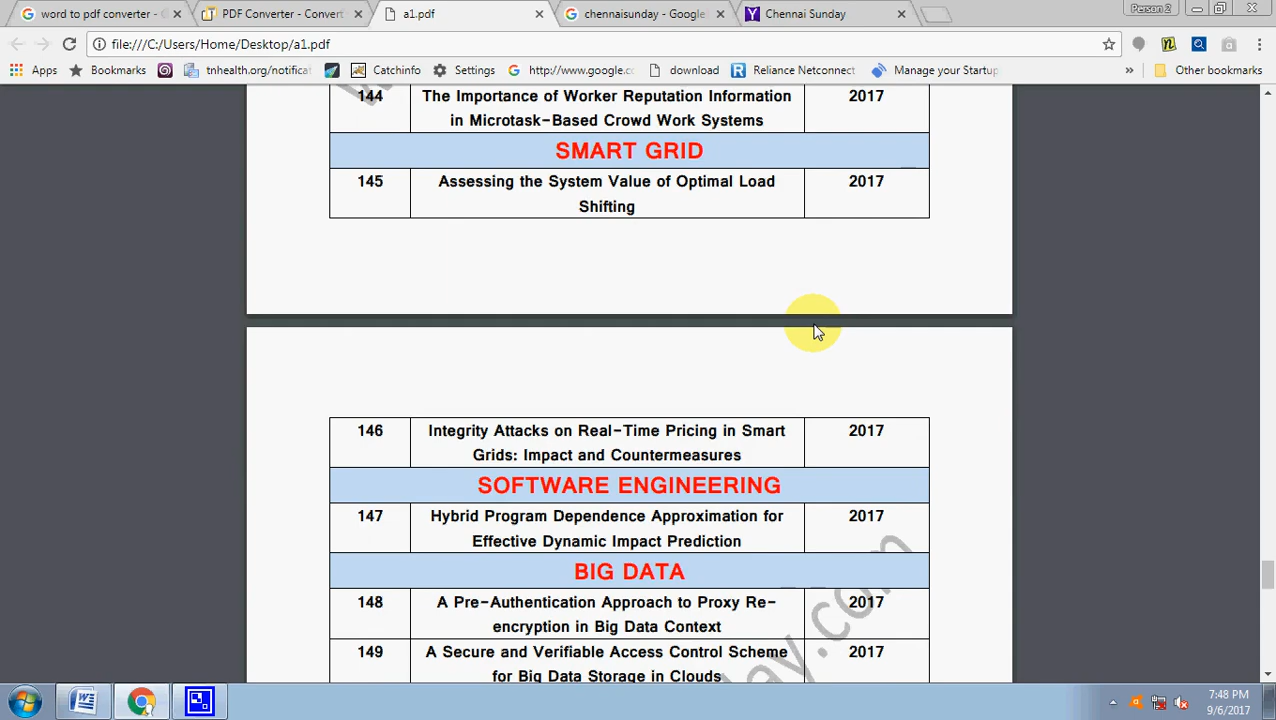 word to pdf converter -
PDF Converter - Convert
a1.pdf
chennaisunday - Google
Chennai Sunday
Person 2
file:///C:/Users/Home/Desktop/a1.pdf
Apps
Bookmarks
tnhealth.org/notificat
Catchinfo
Settings
http://www.google.c
download
Reliance Netconnect
Manage your Startup
»
Other bookmarks
144 The Importance of Worker Reputation Information 2017
in Microtask-Based Crowd Work Systems
SMART GRID
145 Assessing the System Value of Optimal Load 2017
Shifting
146 Integrity Attacks on Real-Time Pricing in Smart 2017
Grids: Impact and Countermeasures
SOFTWARE ENGINEERING
147 Hybrid Program Dependence Approximation for 2017
Effective Dynamic Impact Prediction
BIG DATA
148 A Pre-Authentication Approach to Proxy Re- 2017
encryption in Big Data Context
149 A Secure and Verifiable Access Control Scheme 2017
for Big Data Storage in Clouds
day.com
7:48 PM
9/6/2017